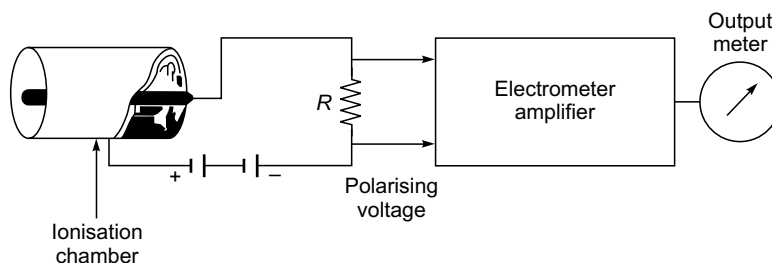 Output
meter
Electrometer
amplifier
R
+
−
Polarising
voltage
Ionisation
chamber